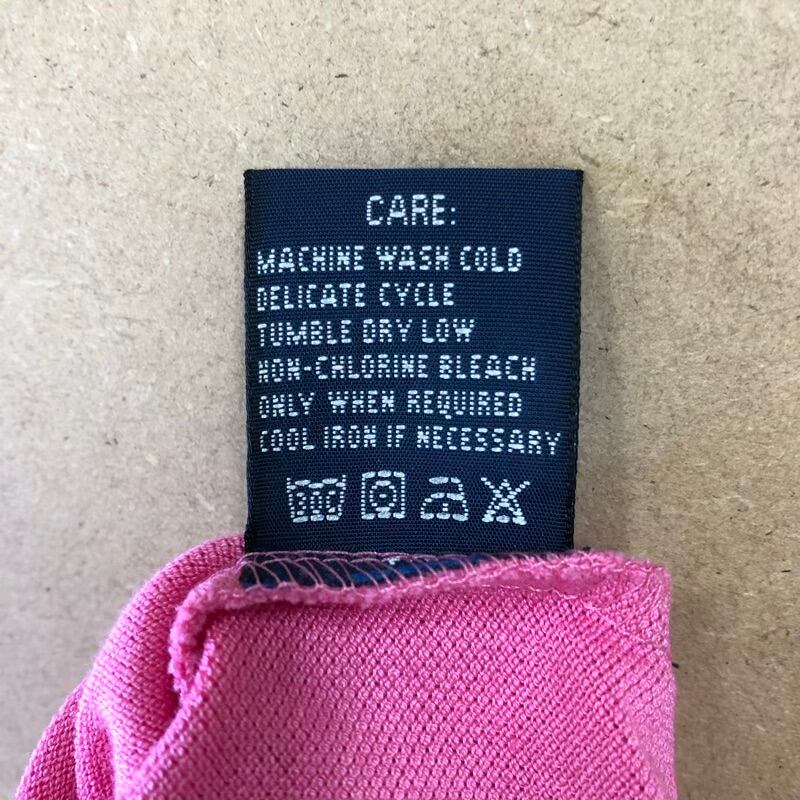 CARE:
MACHINE WASH COLD
DELICATE CYCLE
TUMBLE DRY LOW
NON-CHLORINE BLEACH
ONLY WHEN REQUIRED
COOL IRON IF NECESSARY
30C